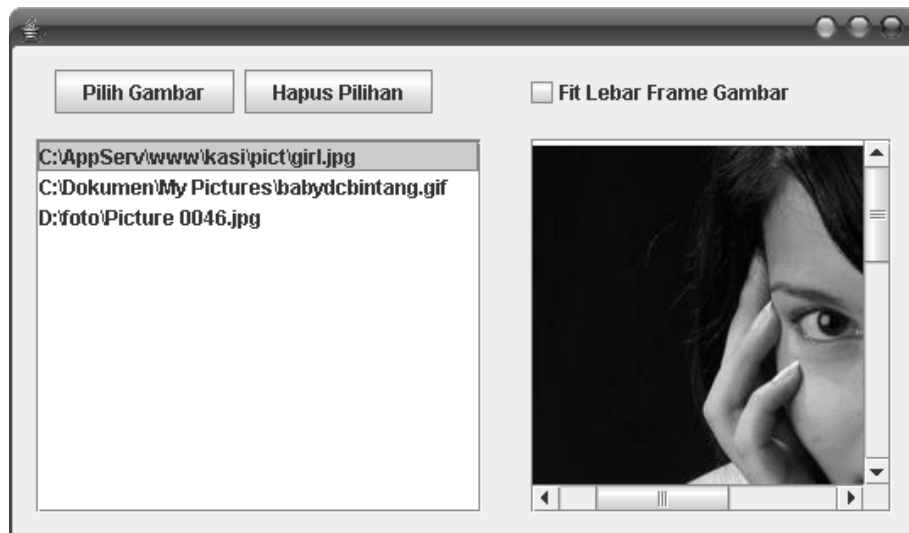 Pilih Gambar
Hapus Pilihan
Fit Lebar Frame Gambar
C:\AppServ\www\kasi\pict\girl.jpg
C:\Dokumen\My Pictures\babydcbintang.gif
D:\foto\Picture 0046.jpg